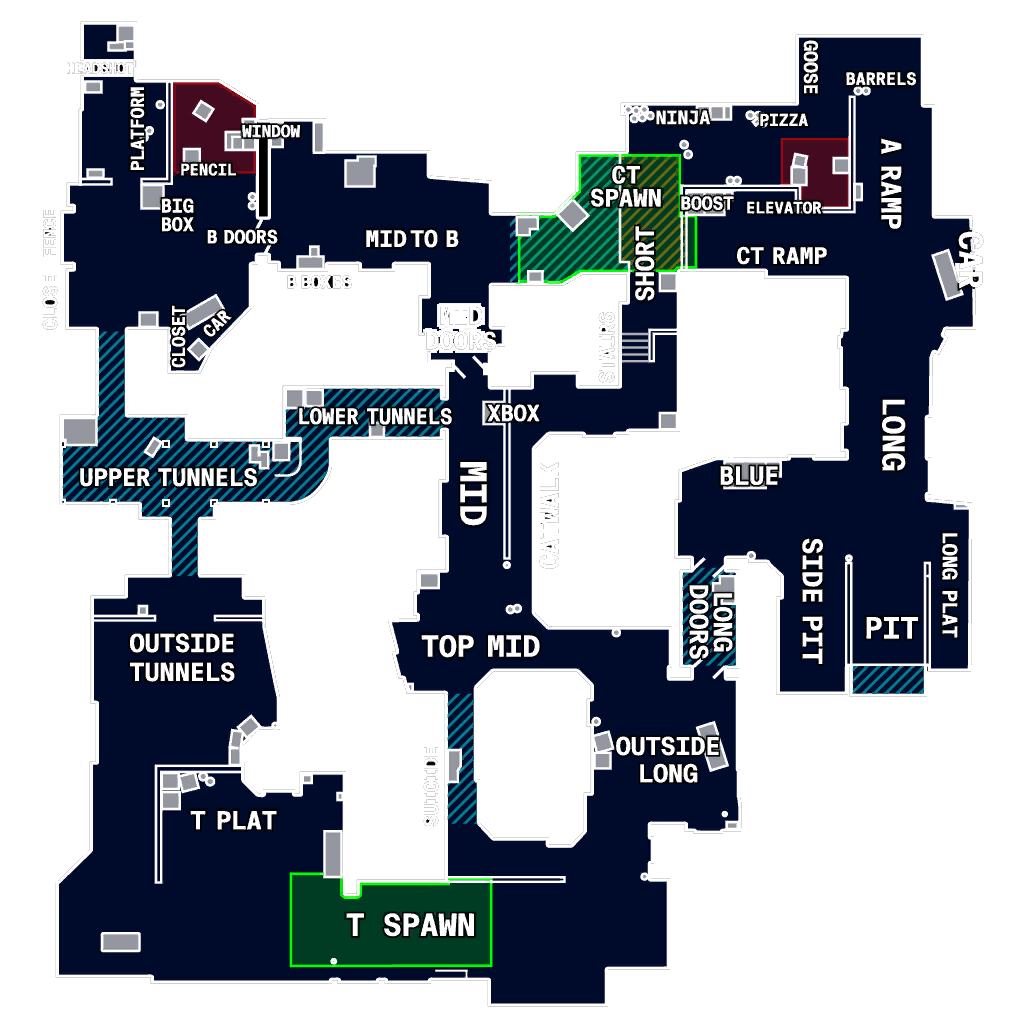 HEADSHOT
GOOSE
BARRELS
PLATFORM
WINDOW
NINJA
PIZZA
PENCIL
A RAMP
CT
SPAWN
BIG
BOX
BOOST
ELEVATOR
CLOSE FENCE
B DOORS
MID TO B
SHORT
CT RAMP
CAR
B BOXES
CLOSET
CAR
MID
DOORS
STAIRS
LOWER TUNNELS
XBOX
LONG
UPPER TUNNELS
MID
CATWALK
BLUE
SIDE PIT
LONG PLAT
LONG
DOORS
PIT
OUTSIDE
TUNNELS
TOP MID
SUICIDE
OUTSIDE
LONG
T PLAT
T SPAWN